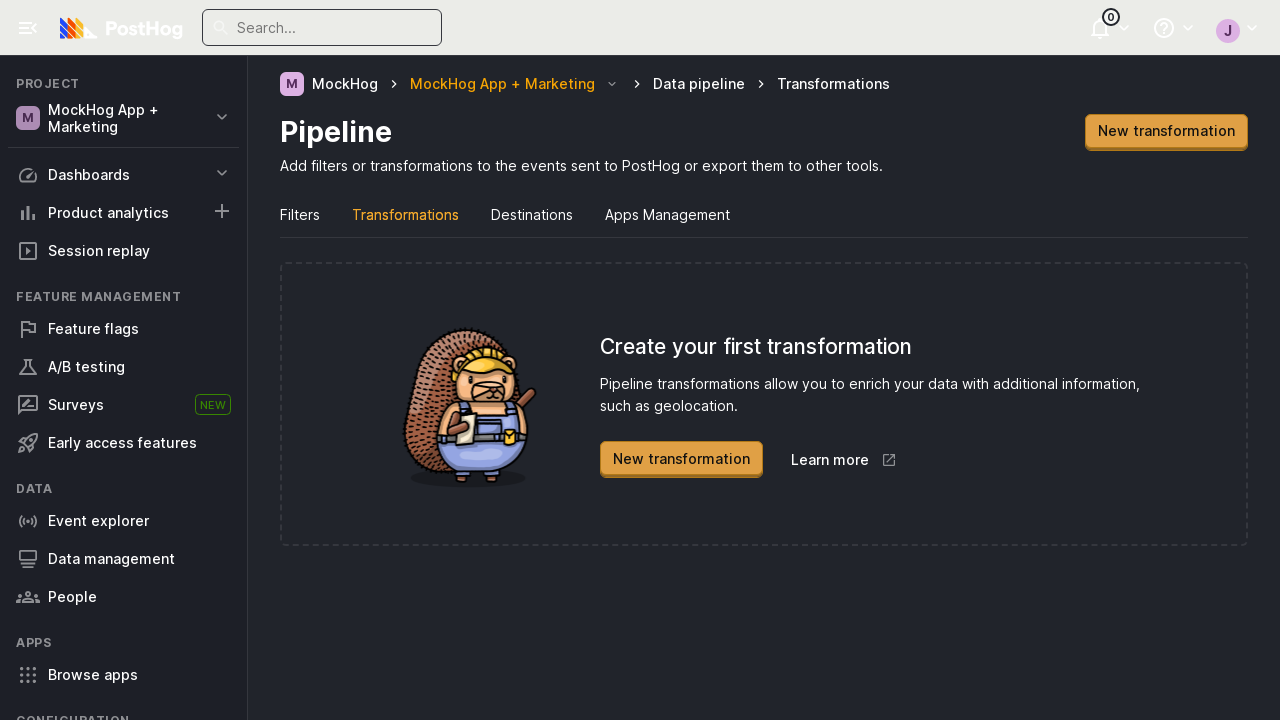 PostHog
Search...
0
J
PROJECT
M
MockHog App +
Marketing
Dashboards
Product analytics
Session replay
FEATURE MANAGEMENT
Feature flags
A/B testing
Surveys
NEW
Early access features
DATA
Event explorer
Data management
People
APPS
Browse apps
CONFIGURATION
M MockHog > MockHog App + Marketing > Data pipeline > Transformations
Pipeline
New transformation
Add filters or transformations to the events sent to PostHog or export them to other tools.
Filters Transformations Destinations Apps Management
Create your first transformation
Pipeline transformations allow you to enrich your data with additional information,
such as geolocation.
New transformation
Learn more